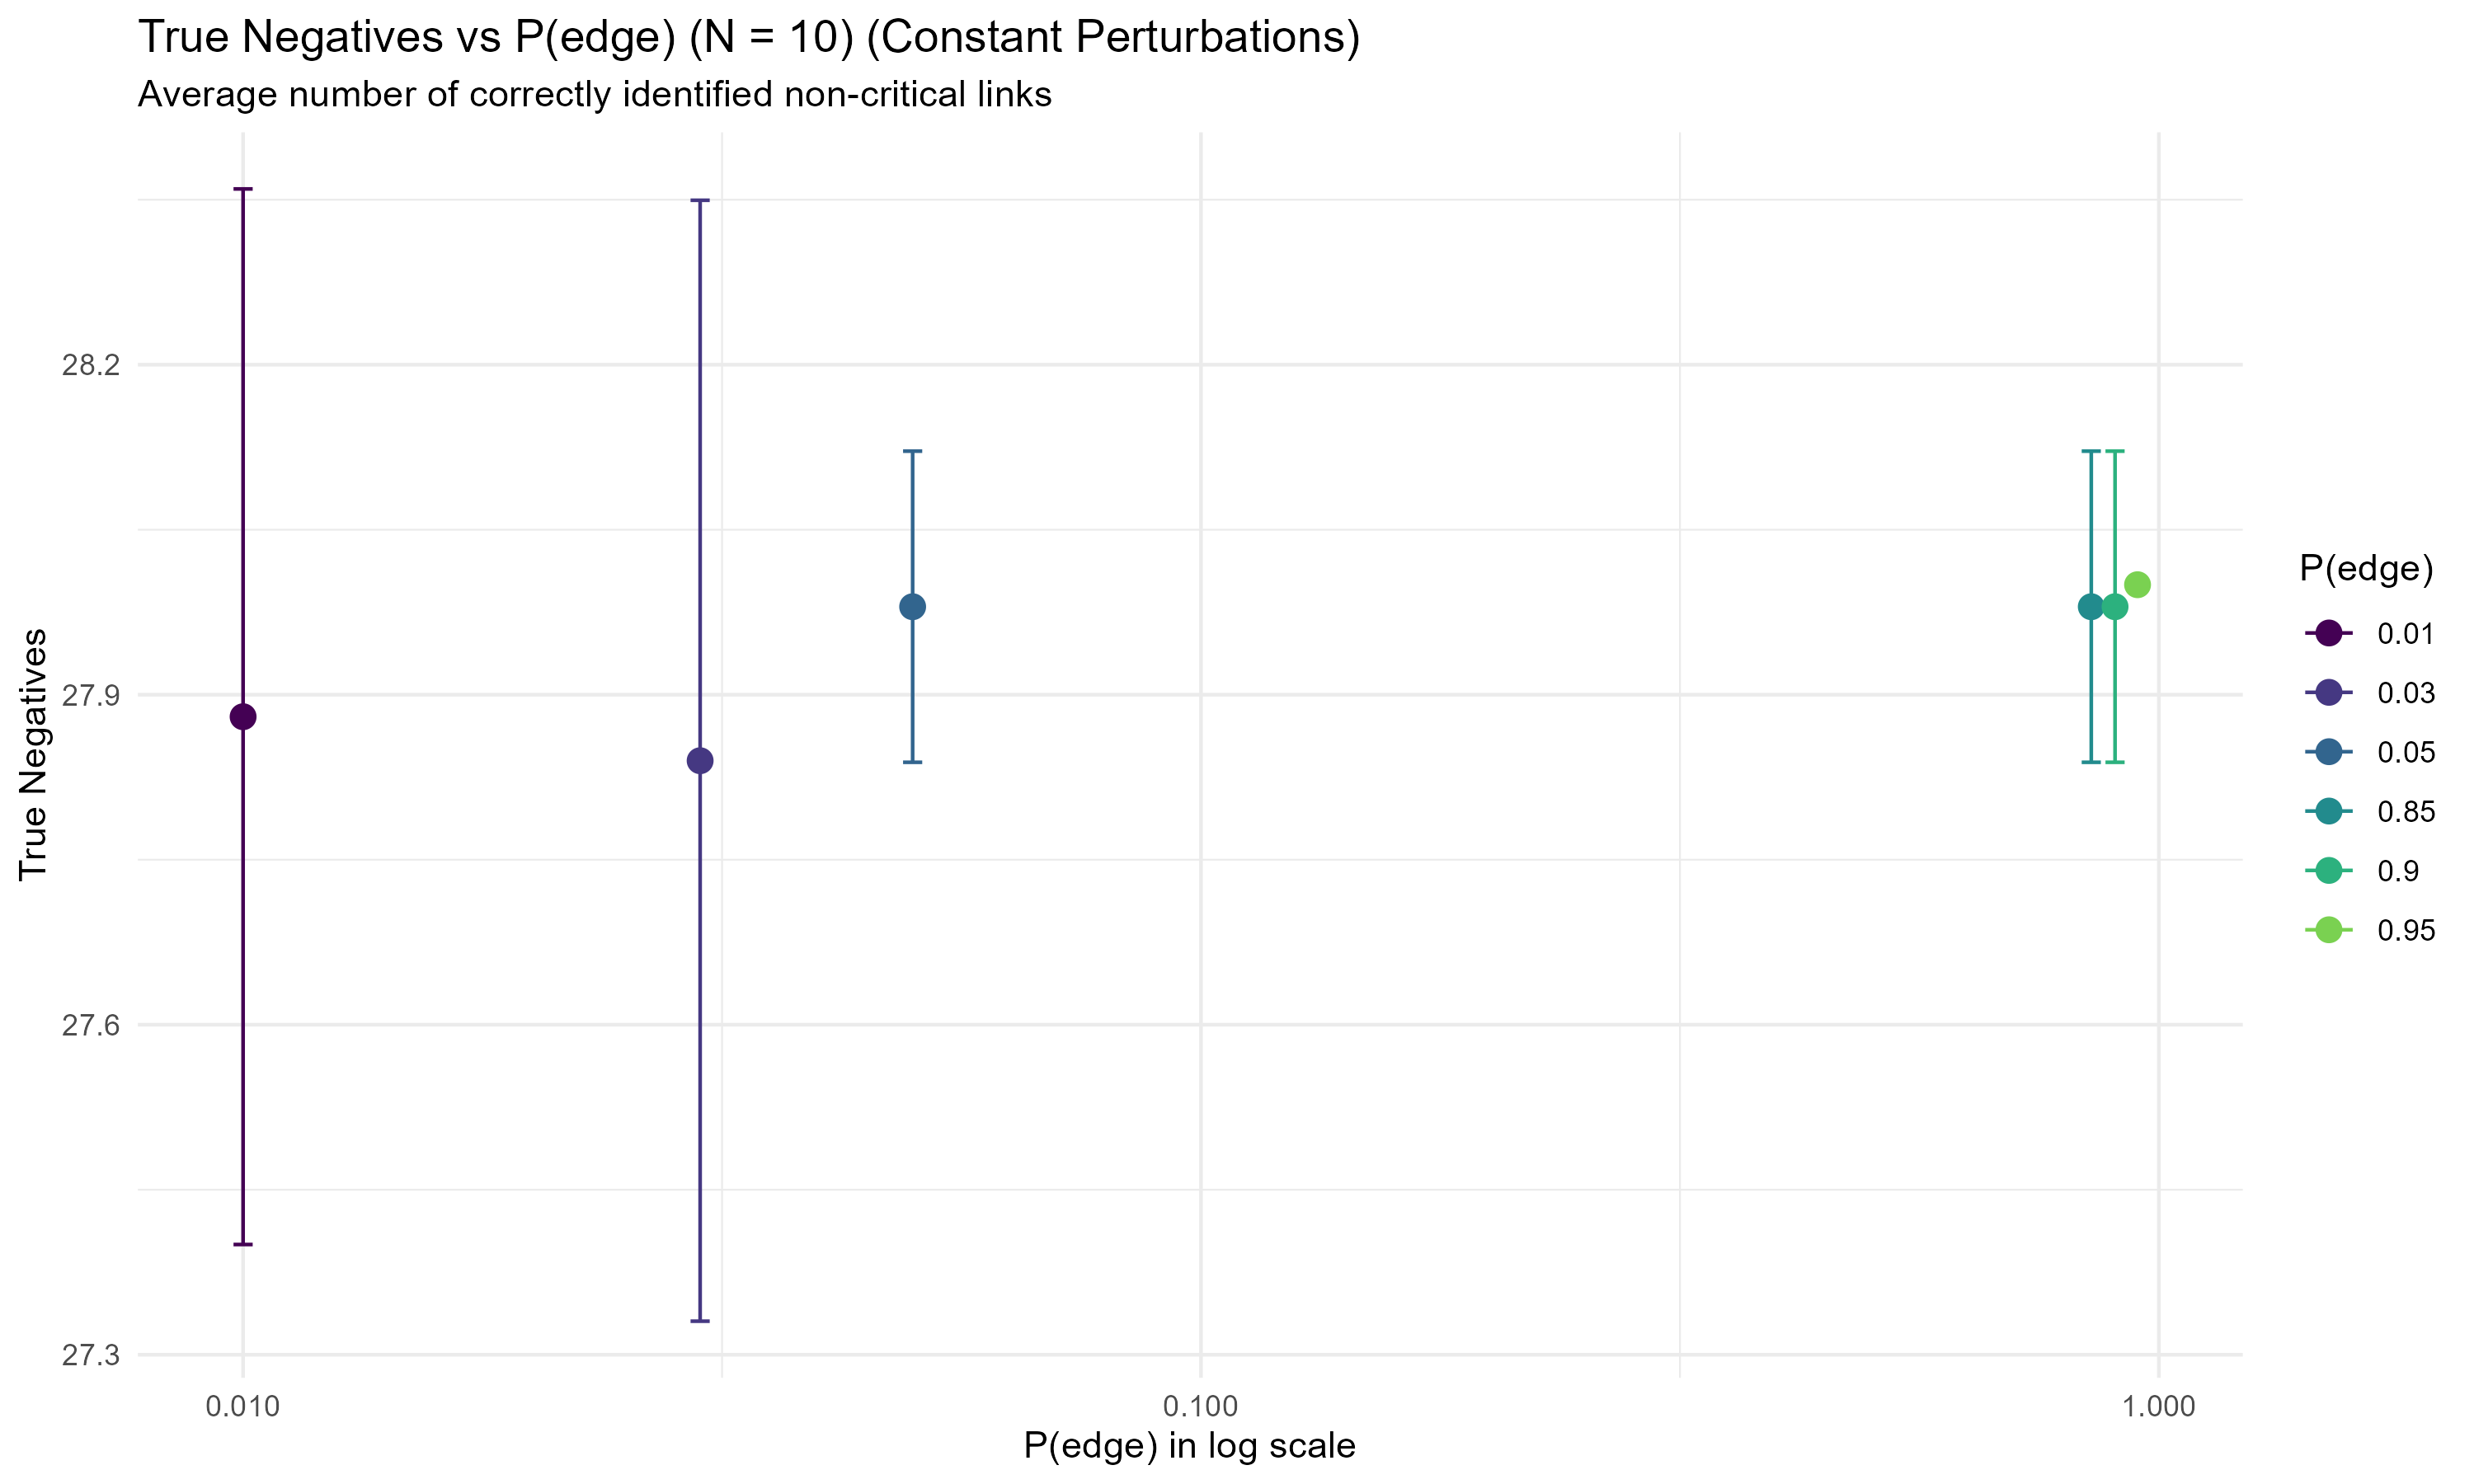 True Negatives vs P(edge) (N = 10) (Constant Perturbations)
Average number of correctly identified non-critical links
True Negatives
28.2
27.9
27.6
27.3
0.010
0.100
1.000
P(edge) in log scale
P(edge)
0.01
0.03
0.05
0.85
0.9
0.95